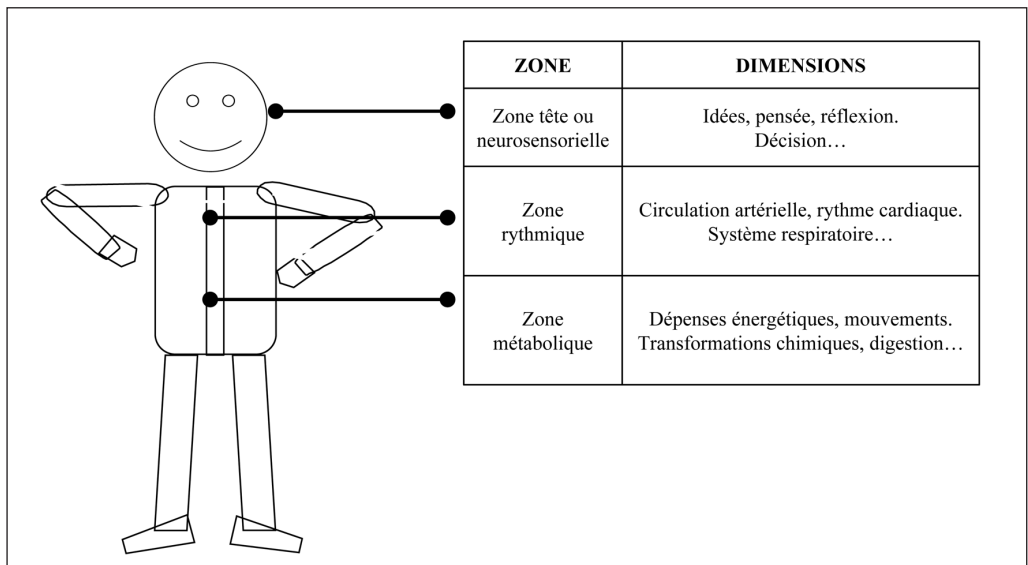 ZONE
DIMENSIONS
Zone tête ou
neurosensorielle
Idées, pensée, réflexion.
Décision…
Zone
rythmique
Circulation artérielle, rythme cardiaque.
Système respiratoire…
Zone
métabolique
Dépenses énergétiques, mouvements.
Transformations chimiques, digestion…